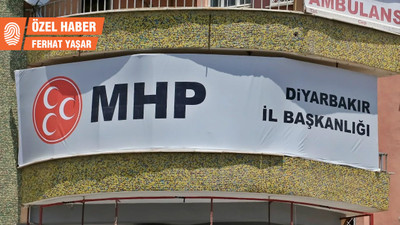 ÖZEL HABER
FERHAT YAŞAR
AMBULANS
MHP
DİYARBAKIR
İL BAŞKANLIĞI